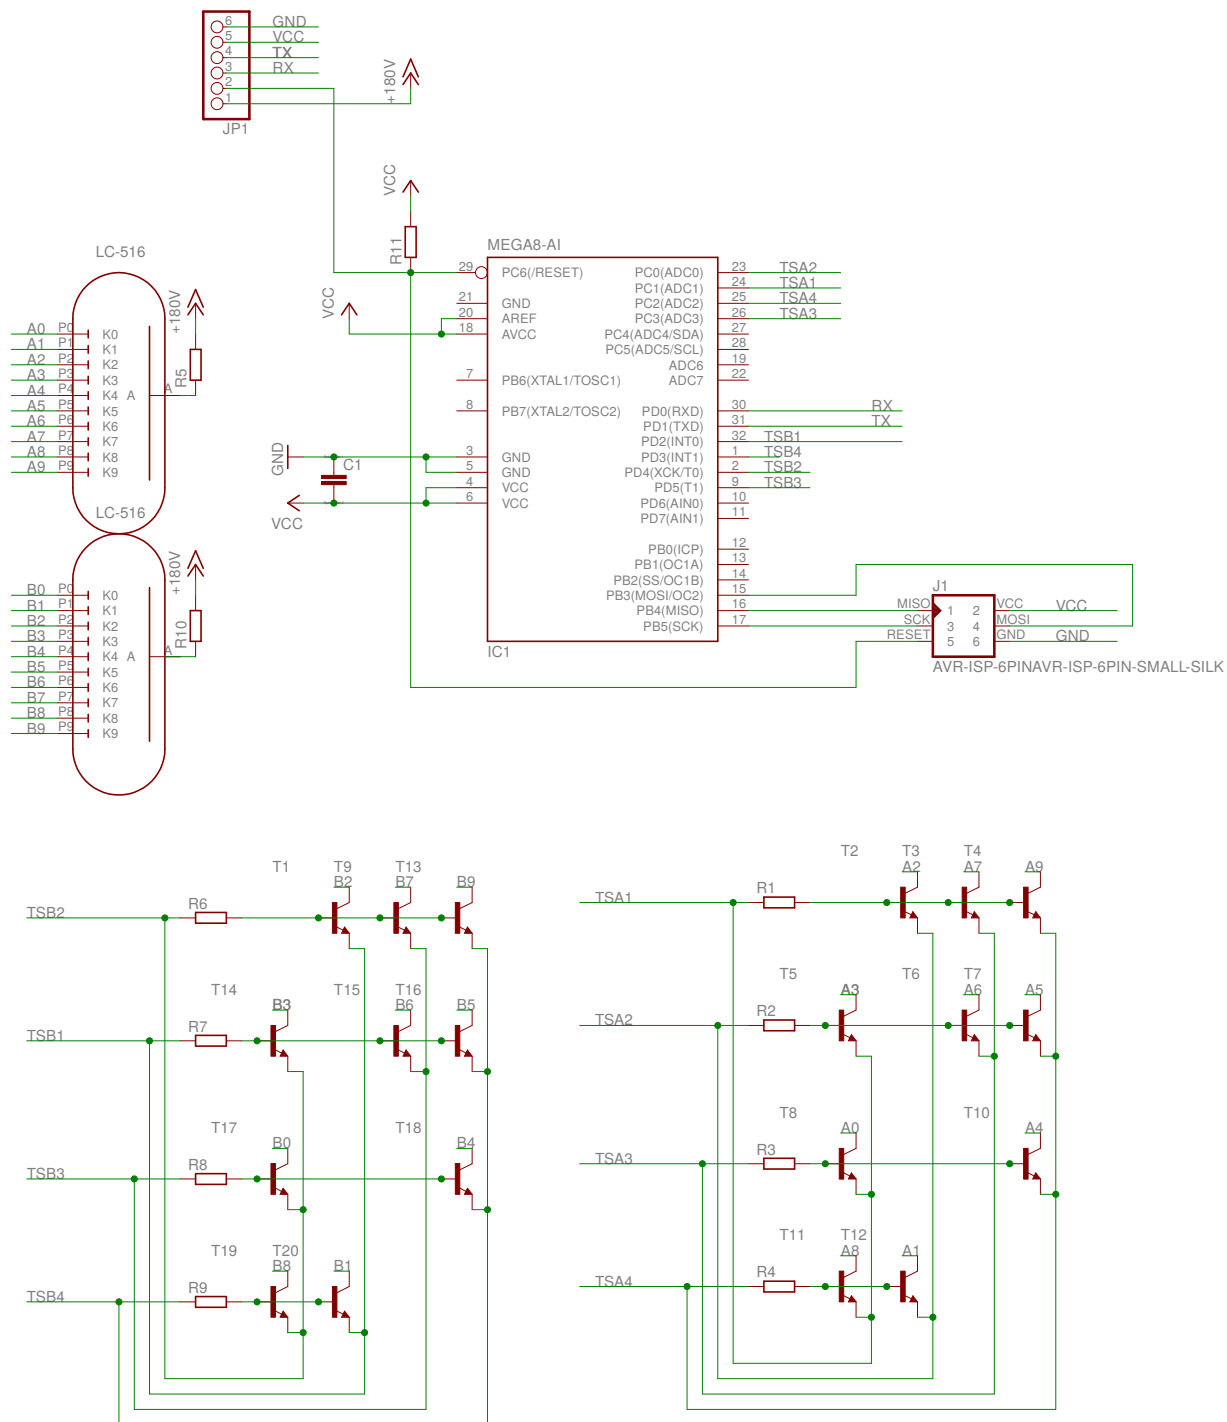 6 GND
5 VCC
4 TX
3 RX
2
1
JP1
+180V
VCC
R11
LC-516
+180V
R5
A0 P0 K0
A1 P1 K1
A2 P2 K2
A3 P3 K3
A4 P4 K4 A A
A5 P5 K5
A6 P6 K6
A7 P7 K7
A8 P8 K8
A9 P9 K9
LC-516
+180V
R10
B0 P0 K0
B1 P1 K1
B2 P2 K2
B3 P3 K3
B4 P4 K4 A A
B5 P5 K5
B6 P6 K6
B7 P7 K7
B8 P8 K8
B9 P9 K9
MEGA8-AI
29 PC6(/RESET) PC0(ADC0) 23 TSA2
PC1(ADC1) 24 TSA1
21 GND PC2(ADC2) 25 TSA4
20 AREF PC3(ADC3) 26 TSA3
VCC
18 AVCC PC4(ADC4/SDA) 27
PC5(ADC5/SCL) 28
ADC6 19
7 PB6(XTAL1/TOSC1) ADC7 22
8 PB7(XTAL2/TOSC2) PD0(RXD) 30 RX
PD1(TXD) 31 TX
PD2(INT0) 32 TSB1
GND C1
3 GND PD3(INT1) 1 TSB4
5 GND PD4(XCK/T0) 2 TSB2
4 VCC PD5(T1) 9 TSB3
6 VCC PD6(AIN0) 10
VCC
PD7(AIN1) 11
PB0(ICP) 12
PB1(OC1A) 13
PB2(SS/OC1B) 14
PB3(MOSI/OC2) 15
PB4(MISO) 16
PB5(SCK) 17
IC1
J1
MISO 1 2 VCC VCC
SCK 3 4 MOSI
RESET 5 6 GND GND
AVR-ISP-6PINAVR-ISP-6PIN-SMALL-SILK
T1 T9 T13
B2 B7 B9
TSB2 R6
T14 T15 T16
B3 B6 B5
TSB1 R7
T17 T18
B0 B4
TSB3 R8
T19 T20
B8 B1
TSB4 R9
T2 T3 T4
A2 A7 A9
TSA1 R1
T5 T6 T7
A3 A6 A5
TSA2 R2
T8 T10
A0 A4
TSA3 R3
T11 T12
A8 A1
TSA4 R4